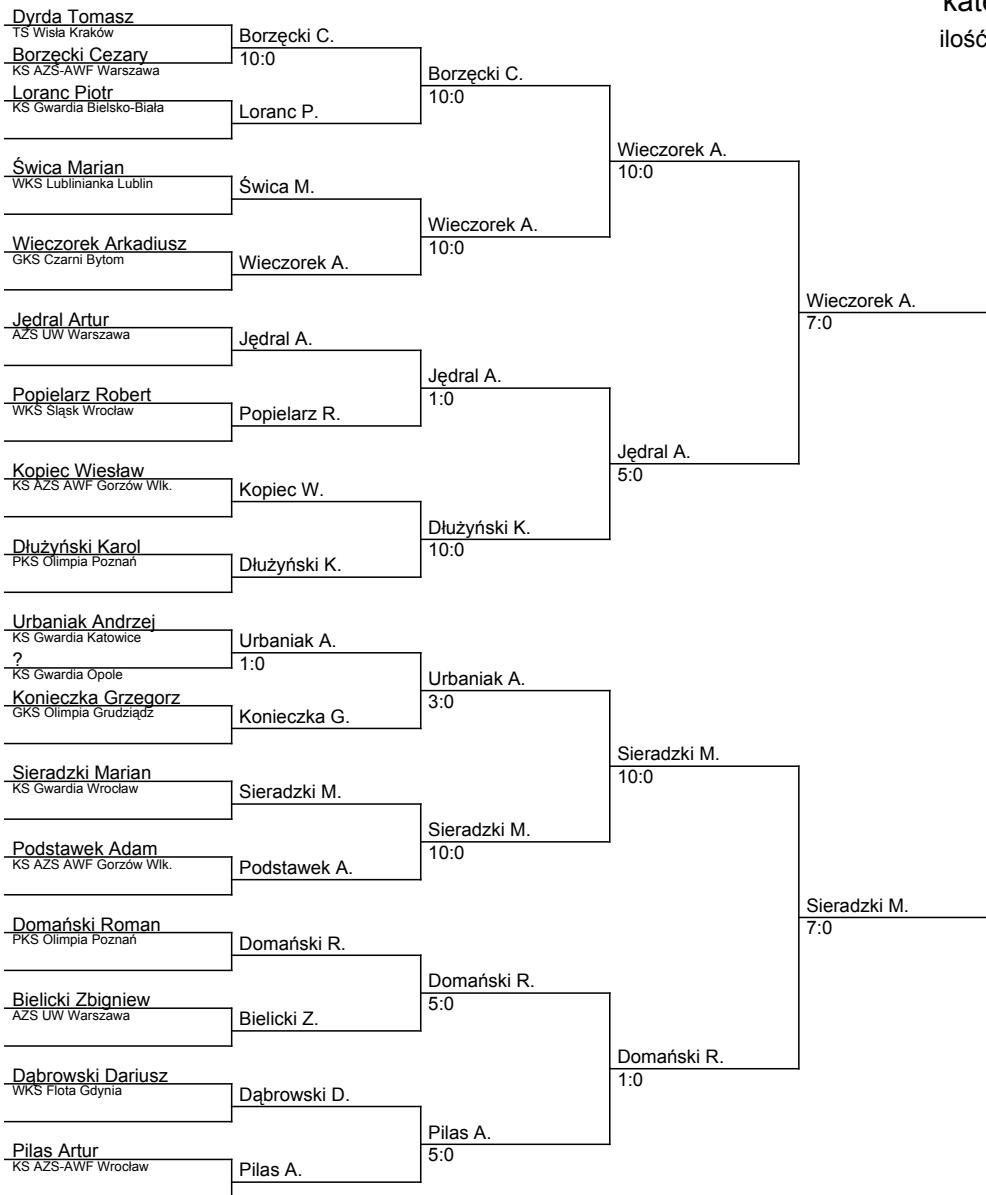 kate
ilość
Dyrda Tomasz
TS Wisła Kraków
Borzęcki Cezary
KS AZS-AWF Warszawa
Loranc Piotr
KS Gwardia Bielsko-Biała
Świca Marian
WKS Lublinianka Lublin
Wieczorek Arkadiusz
GKS Czarni Bytom
Jędral Artur
AZS UW Warszawa
Popielarz Robert
WKS Śląsk Wrocław
Kopiec Wiesław
KS AZS AWF Gorzów Wlk.
Dłużyński Karol
PKS Olimpia Poznań
Urbaniak Andrzej
KS Gwardia Katowice
?
KS Gwardia Opole
Konieczka Grzegorz
GKS Olimpia Grudziądz
Sieradzki Marian
KS Gwardia Wrocław
Podstawek Adam
KS AZS AWF Gorzów Wlk.
Domański Roman
PKS Olimpia Poznań
Bielicki Zbigniew
AZS UW Warszawa
Dąbrowski Dariusz
WKS Flota Gdynia
Pilas Artur
KS AZS-AWF Wrocław
Borzęcki C.
10:0
Loranc P.
Świca M.
Wieczorek A.
Jędral A.
Popielarz R.
Kopiec W.
Dłużyński K.
Urbaniak A.
1:0
Konieczka G.
Sieradzki M.
Podstawek A.
Domański R.
Bielicki Z.
Dąbrowski D.
Pilas A.
Borzęcki C.
10:0
Wieczorek A.
10:0
Jędral A.
1:0
Dłużyński K.
10:0
Urbaniak A.
3:0
Sieradzki M.
10:0
Domański R.
5:0
Pilas A.
5:0
Wieczorek A.
10:0
Jędral A.
5:0
Sieradzki M.
10:0
Domański R.
1:0
Wieczorek A.
7:0
Sieradzki M.
7:0